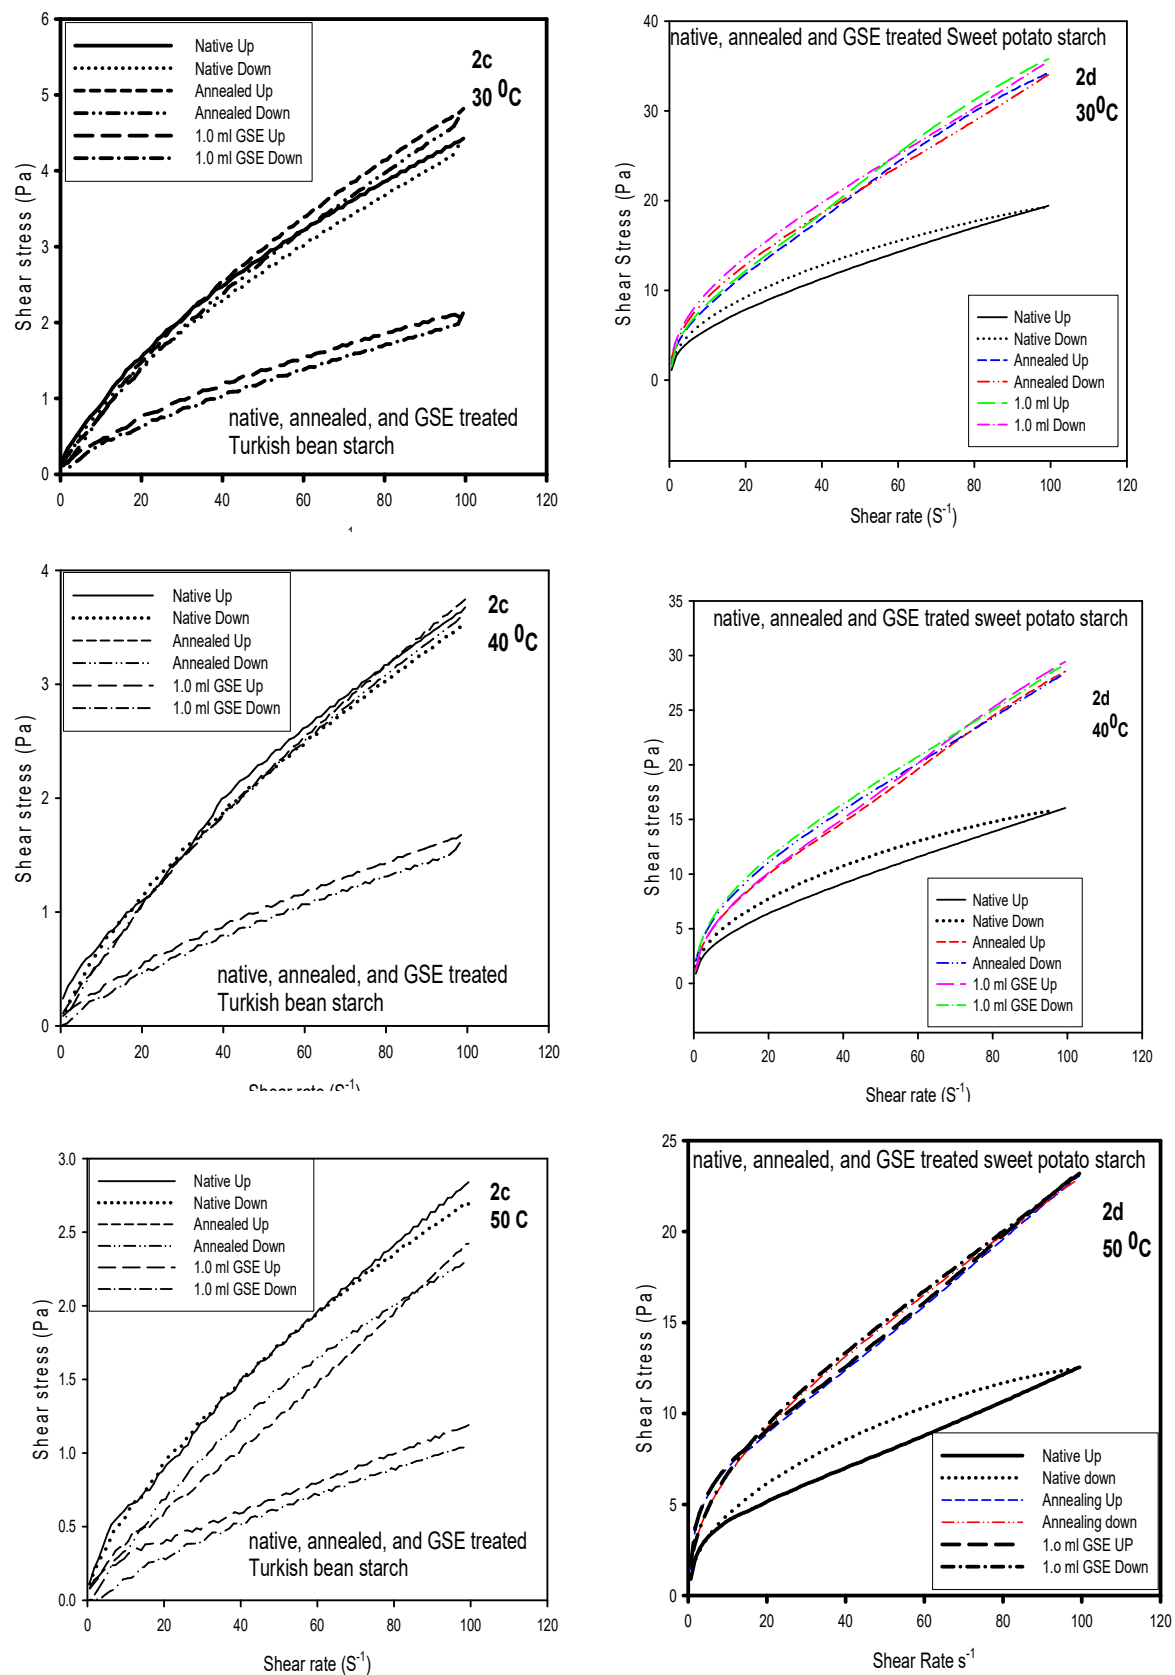 6
5
4
3
2
1
0
Shear stress (Pa)
Native Up
Native Down
Annealed Up
Annealed Down
1.0 ml GSE Up
1.0 ml GSE Down
2c
30 ⁰C
native, annealed, and GSE treated
Turkish bean starch
0 20 40 60 80 100 120
-1
native, annealed and GSE treated Sweet potato starch
2d
30⁰C
40
30
20
10
0
Shear Stress (Pa)
Native Up
Native Down
Annealed Up
Annealed Down
1.0 ml Up
1.0 ml Down
0 20 40 60 80 100 120
Shear rate (S⁻¹)
4
3
2
1
0
Shear stress (Pa)
Native Up
Native Down
Annealed Up
Annealed Down
1.0 ml GSE Up
1.0 ml GSE Down
2c
40 ⁰C
native, annealed, and GSE treated
Turkish bean starch
0 20 40 60 80 100 120
Shear rate (S⁻¹)
native, annealed and GSE trated sweet potato starch
2d
40⁰C
35
30
25
20
15
10
5
0
Shear stress (Pa)
Native Up
Native Down
Annealed Up
Annealed Down
1.0 ml GSE Up
1.0 ml GSE Down
0 20 40 60 80 100 120
Shear rate (S⁻¹)
3.0
2.5
2.0
1.5
1.0
0.5
0.0
Shear stress (Pa)
Native Up
Native Down
Annealed Up
Annealed Down
1.0 ml GSE Up
1.0 ml GSE Down
2c
50 C
native, annealed, and GSE treated
Turkish bean starch
0 20 40 60 80 100 120
Shear rate (S⁻¹)
native, annealed, and GSE treated sweet potato starch
2d
50 ⁰C
25
20
15
10
5
0
Shear Stress (Pa)
Native Up
Native down
Annealing Up
Annealing down
1.o ml GSE UP
1.o ml GSE Down
0 20 40 60 80 100 120
Shear Rate s⁻¹